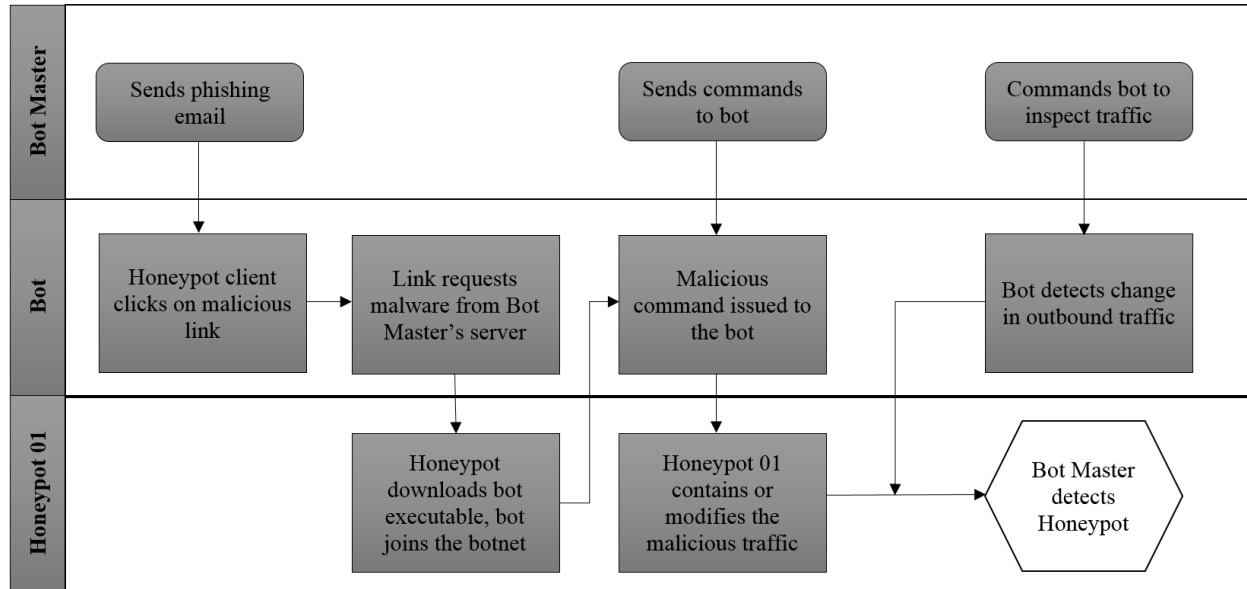 Bot Master
Sends phishing
email
Sends commands
to bot
Commands bot to
inspect traffic
Bot
Honeypot client
clicks on malicious
link
Link requests
malware from Bot
Master’s server
Malicious
command issued to
the bot
Bot detects change
in outbound traffic
Honeypot 01
Honeypot
downloads bot
executable, bot
joins the botnet
Honeypot 01
contains or
modifies the
malicious traffic
Bot Master
detects
Honeypot